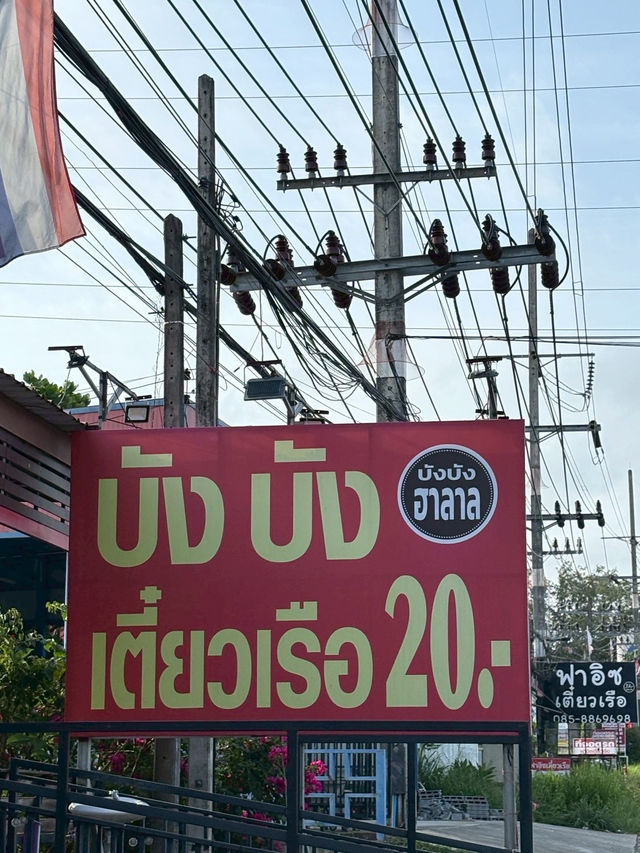 บัง บัง
บังบัง
ฮาลาล
เตี๋ยวเรือ 20.-
ฟาอิซ
เตี๋ยวเรือ
085-8869698